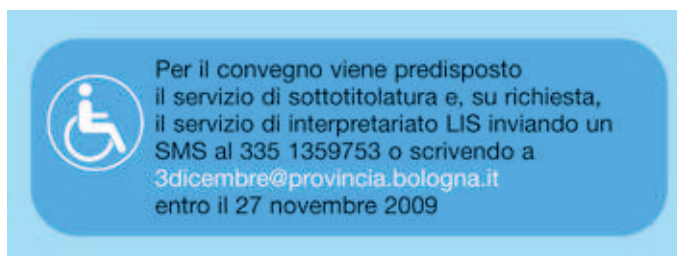 Per il convegno viene predisposto
il servizio di sottotitolatura e, su richiesta,
il servizio di interpretariato LIS inviando un
SMS al 335 1359753 o scrivendo a
3dicembre@provincia.bologna.it
entro il 27 novembre 2009